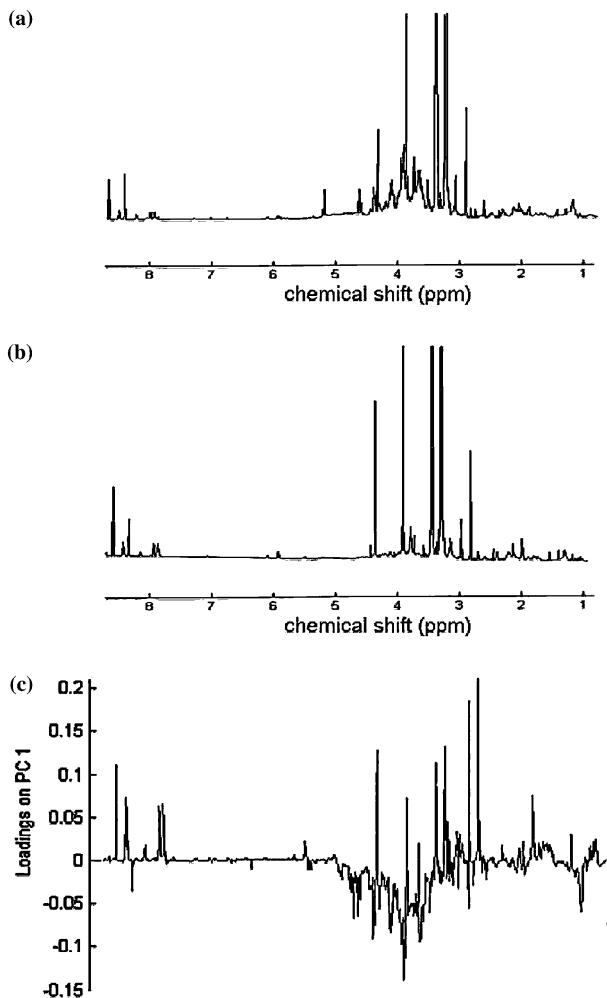 (a)
8 7 6 5 4 3 2 1
chemical shift (ppm)
(b)
8 7 6 5 4 3 2 1
chemical shift (ppm)
(c)
Loadings on PC 1
0.2
0.15
0.1
0.05
0
-0.05
-0.1
-0.15